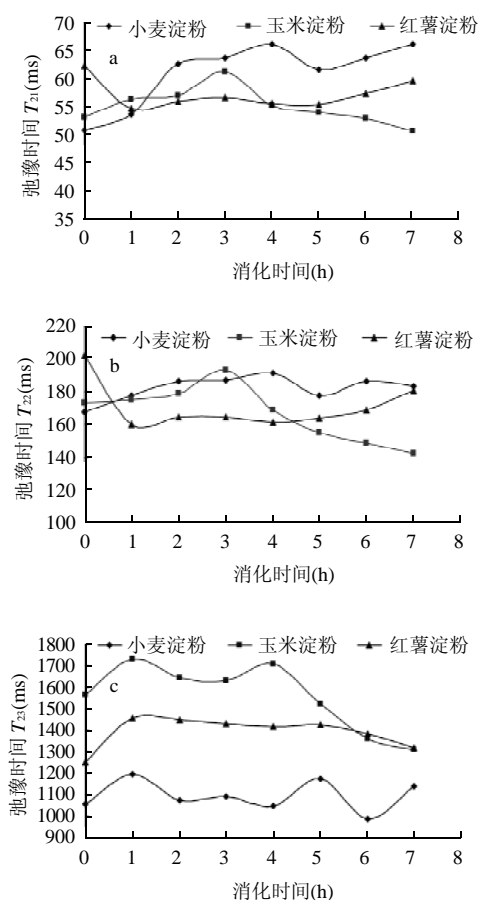 70
小麦淀粉 玉米淀粉 红薯淀粉
65
a
60
55
50
45
40
35
0 1 2 3 4 5 6 7 8
弛豫时间 T21(ms)
消化时间(h)
220
小麦淀粉 玉米淀粉 红薯淀粉
200
b
180
160
140
120
100
0 1 2 3 4 5 6 7 8
弛豫时间 T22(ms)
消化时间(h)
小麦淀粉 玉米淀粉 红薯淀粉
1800
1700
1600
c
1500
1400
1300
1200
1100
1000
900
0 1 2 3 4 5 6 7 8
弛豫时间 T23(ms)
消化时间(h)